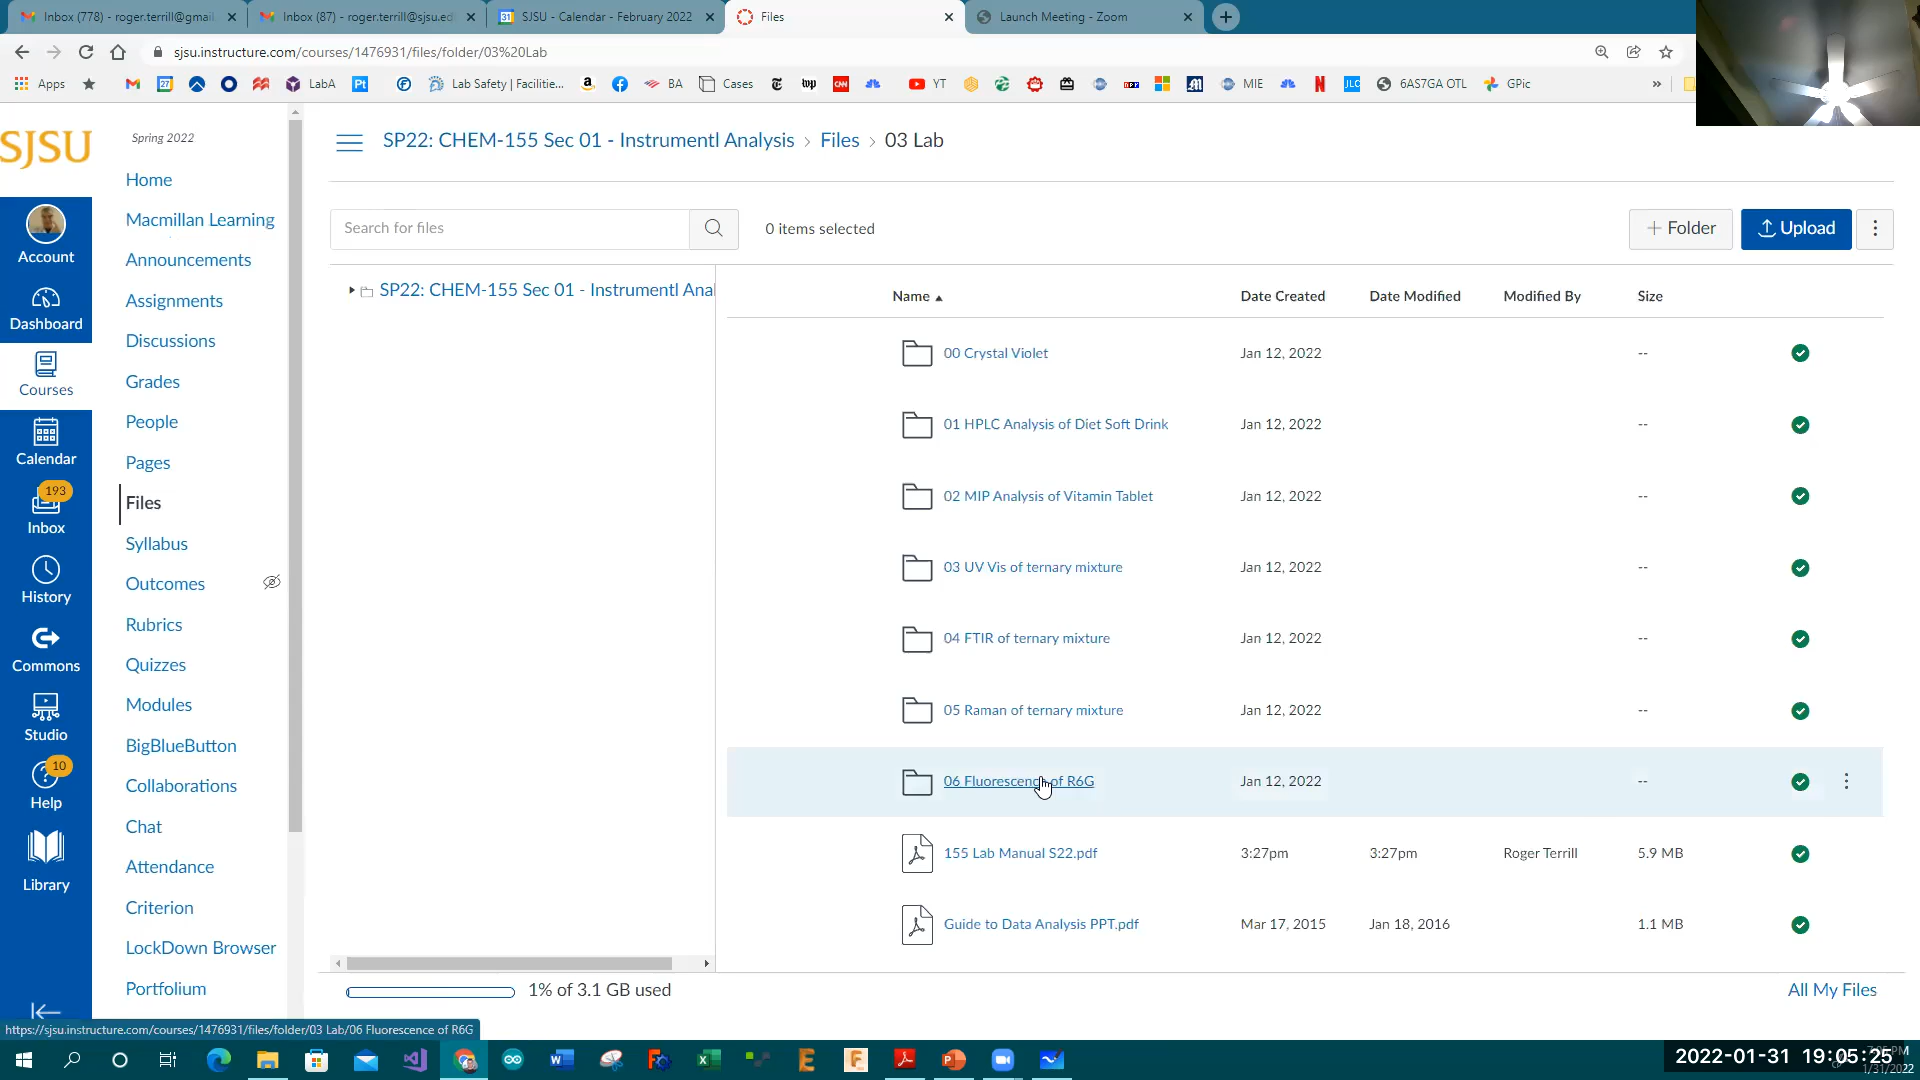 Inbox (778) - roger.terrill@gmail
Inbox (87) - roger.terrill@sjsu.ed
SJSU - Calendar - February 2022
Files
Launch Meeting - Zoom
sjsu.instructure.com/courses/1476931/files/folder/03%20Lab
Apps
LabA
Lab Safety | Facilitie...
BA
Cases
YT
MIE
6AS7GA OTL
GPic
SJSU
Account
Dashboard
Courses
Calendar
193
Inbox
History
Commons
Studio
10
Help
Library
Spring 2022
Home
Macmillan Learning
Announcements
Assignments
Discussions
Grades
People
Pages
Files
Syllabus
Outcomes
Rubrics
Quizzes
Modules
BigBlueButton
Collaborations
Chat
Attendance
Criterion
LockDown Browser
Portfolium
SP22: CHEM-155 Sec 01 - Instrumentl Analysis › Files › 03 Lab
Search for files
0 items selected
+ Folder
Upload
SP22: CHEM-155 Sec 01 - Instrumentl Anal
Name Date Created Date Modified Modified By Size
00 Crystal Violet Jan 12, 2022 --
01 HPLC Analysis of Diet Soft Drink Jan 12, 2022 --
02 MIP Analysis of Vitamin Tablet Jan 12, 2022 --
03 UV Vis of ternary mixture Jan 12, 2022 --
04 FTIR of ternary mixture Jan 12, 2022 --
05 Raman of ternary mixture Jan 12, 2022 --
06 Fluorescence of R6G Jan 12, 2022 --
155 Lab Manual S22.pdf 3:27pm 3:27pm Roger Terrill 5.9 MB
Guide to Data Analysis PPT.pdf Mar 17, 2015 Jan 18, 2016 1.1 MB
1% of 3.1 GB used
All My Files
https://sjsu.instructure.com/courses/1476931/files/folder/03 Lab/06 Fluorescence of R6G
2022-01-31 19:05:25
1/31/2022